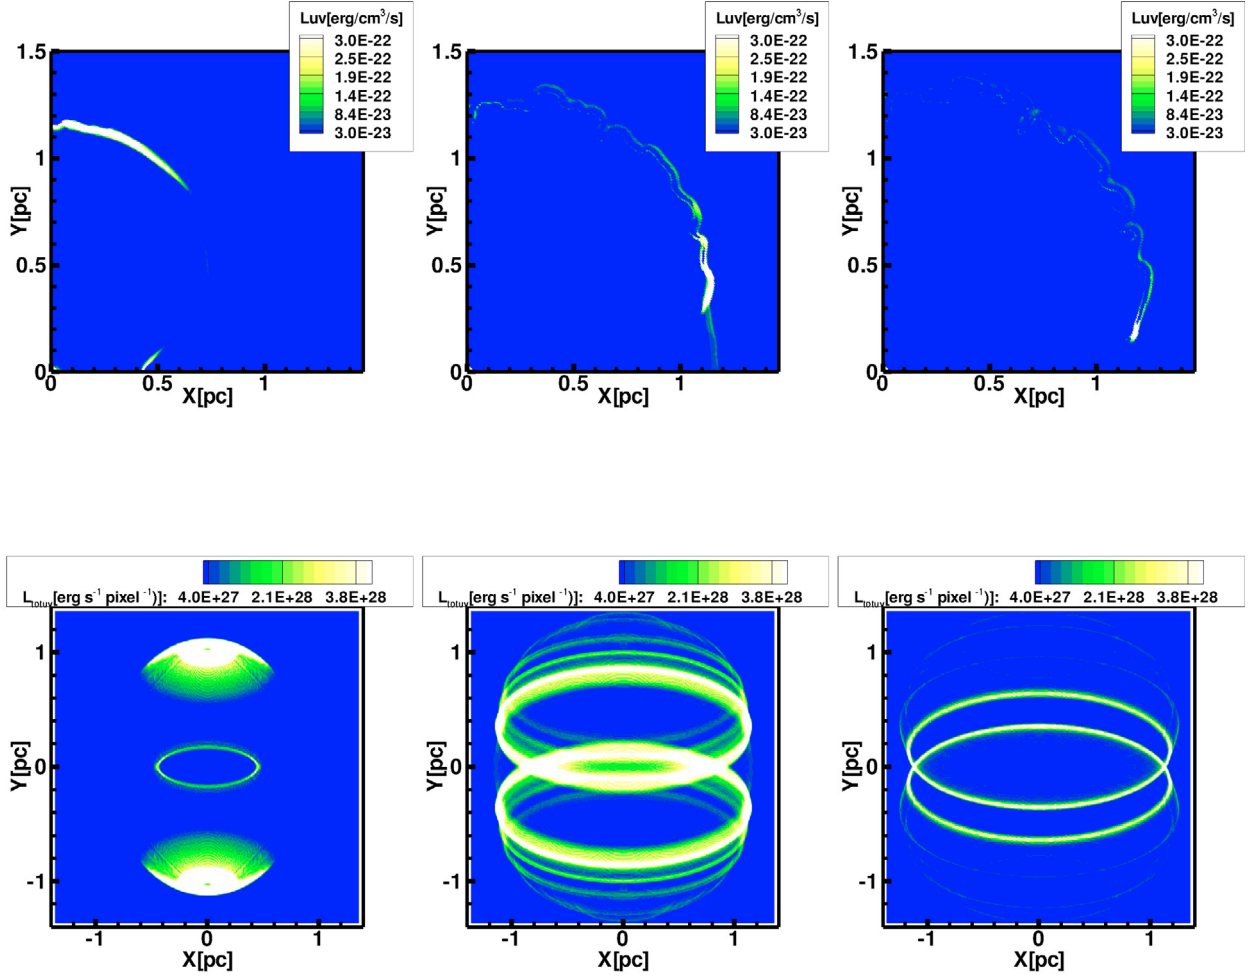 Luv[erg/cm³/s]
3.0E-22
2.5E-22
1.9E-22
1.4E-22
8.4E-23
3.0E-23
1.5
1
0.5
0
Y[pc]
0
0.5
1
X[pc]
Luv[erg/cm³/s]
3.0E-22
2.5E-22
1.9E-22
1.4E-22
8.4E-23
3.0E-23
1.5
1
0.5
0
Y[pc]
0
0.5
1
X[pc]
Luv[erg/cm³/s]
3.0E-22
2.5E-22
1.9E-22
1.4E-22
8.4E-23
3.0E-23
1.5
1
0.5
0
Y[pc]
0
0.5
1
X[pc]
L_totuv[erg s⁻¹ pixel⁻¹)]: 4.0E+27 2.1E+28 3.8E+28
1
0
-1
Y[pc]
-1 0 1
X[pc]
L_totuv[erg s⁻¹ pixel⁻¹)]: 4.0E+27 2.1E+28 3.8E+28
1
0
-1
Y[pc]
-1 0 1
X[pc]
L_totuv[erg s⁻¹ pixel⁻¹)]: 4.0E+27 2.1E+28 3.8E+28
1
0
-1
Y[pc]
-1 0 1
X[pc]